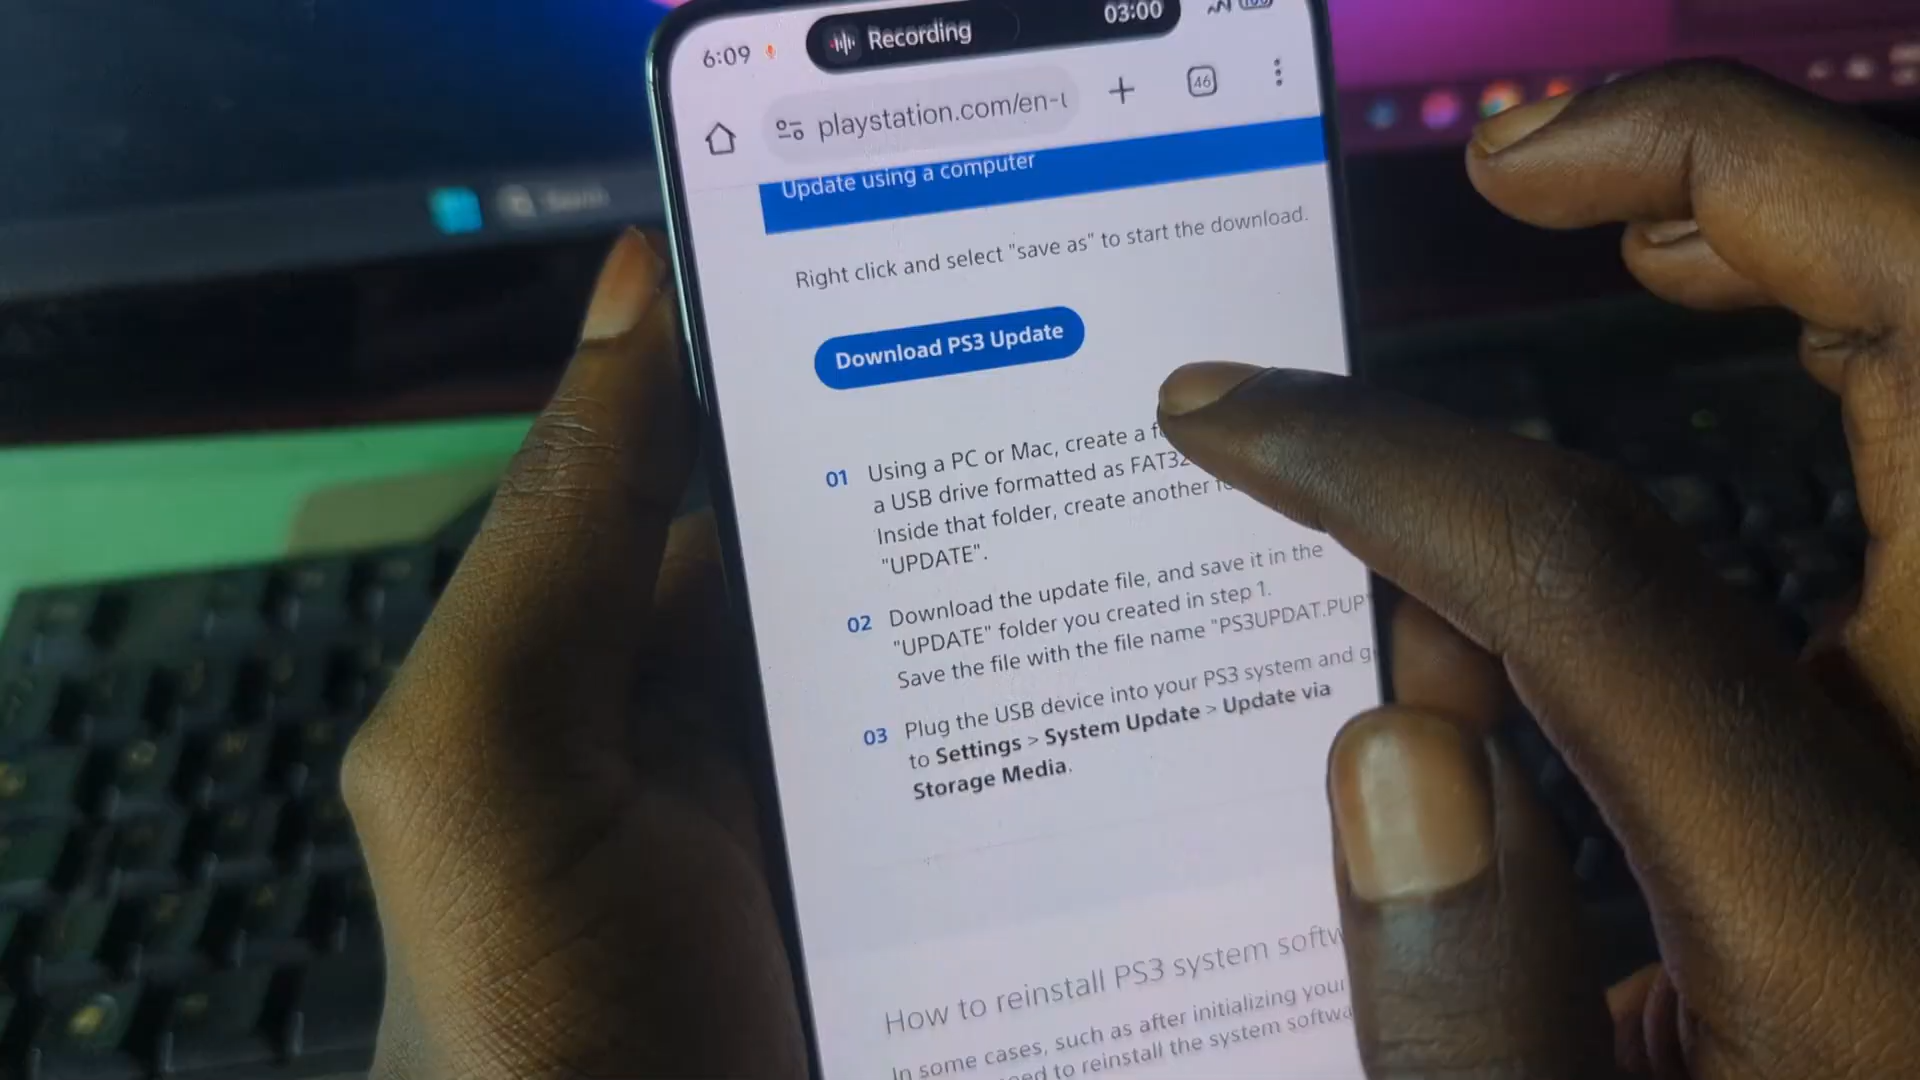 6:09
Recording
03:00
playstation.com/en-
46
Update using a computer
Right click and select "save as" to start the download.
Download PS3 Update
01 Using a PC or Mac, create a
a USB drive formatted as FAT32
Inside that folder, create another
"UPDATE".
02 Download the update file, and save it in the
"UPDATE" folder you created in step 1.
Save the file with the file name "PS3UPDAT.PUP
03 Plug the USB device into your PS3 system and
to Settings > System Update > Update via
Storage Media.
How to reinstall PS3 system
In some cases, such as after initializing your
to reinstall the system
Search